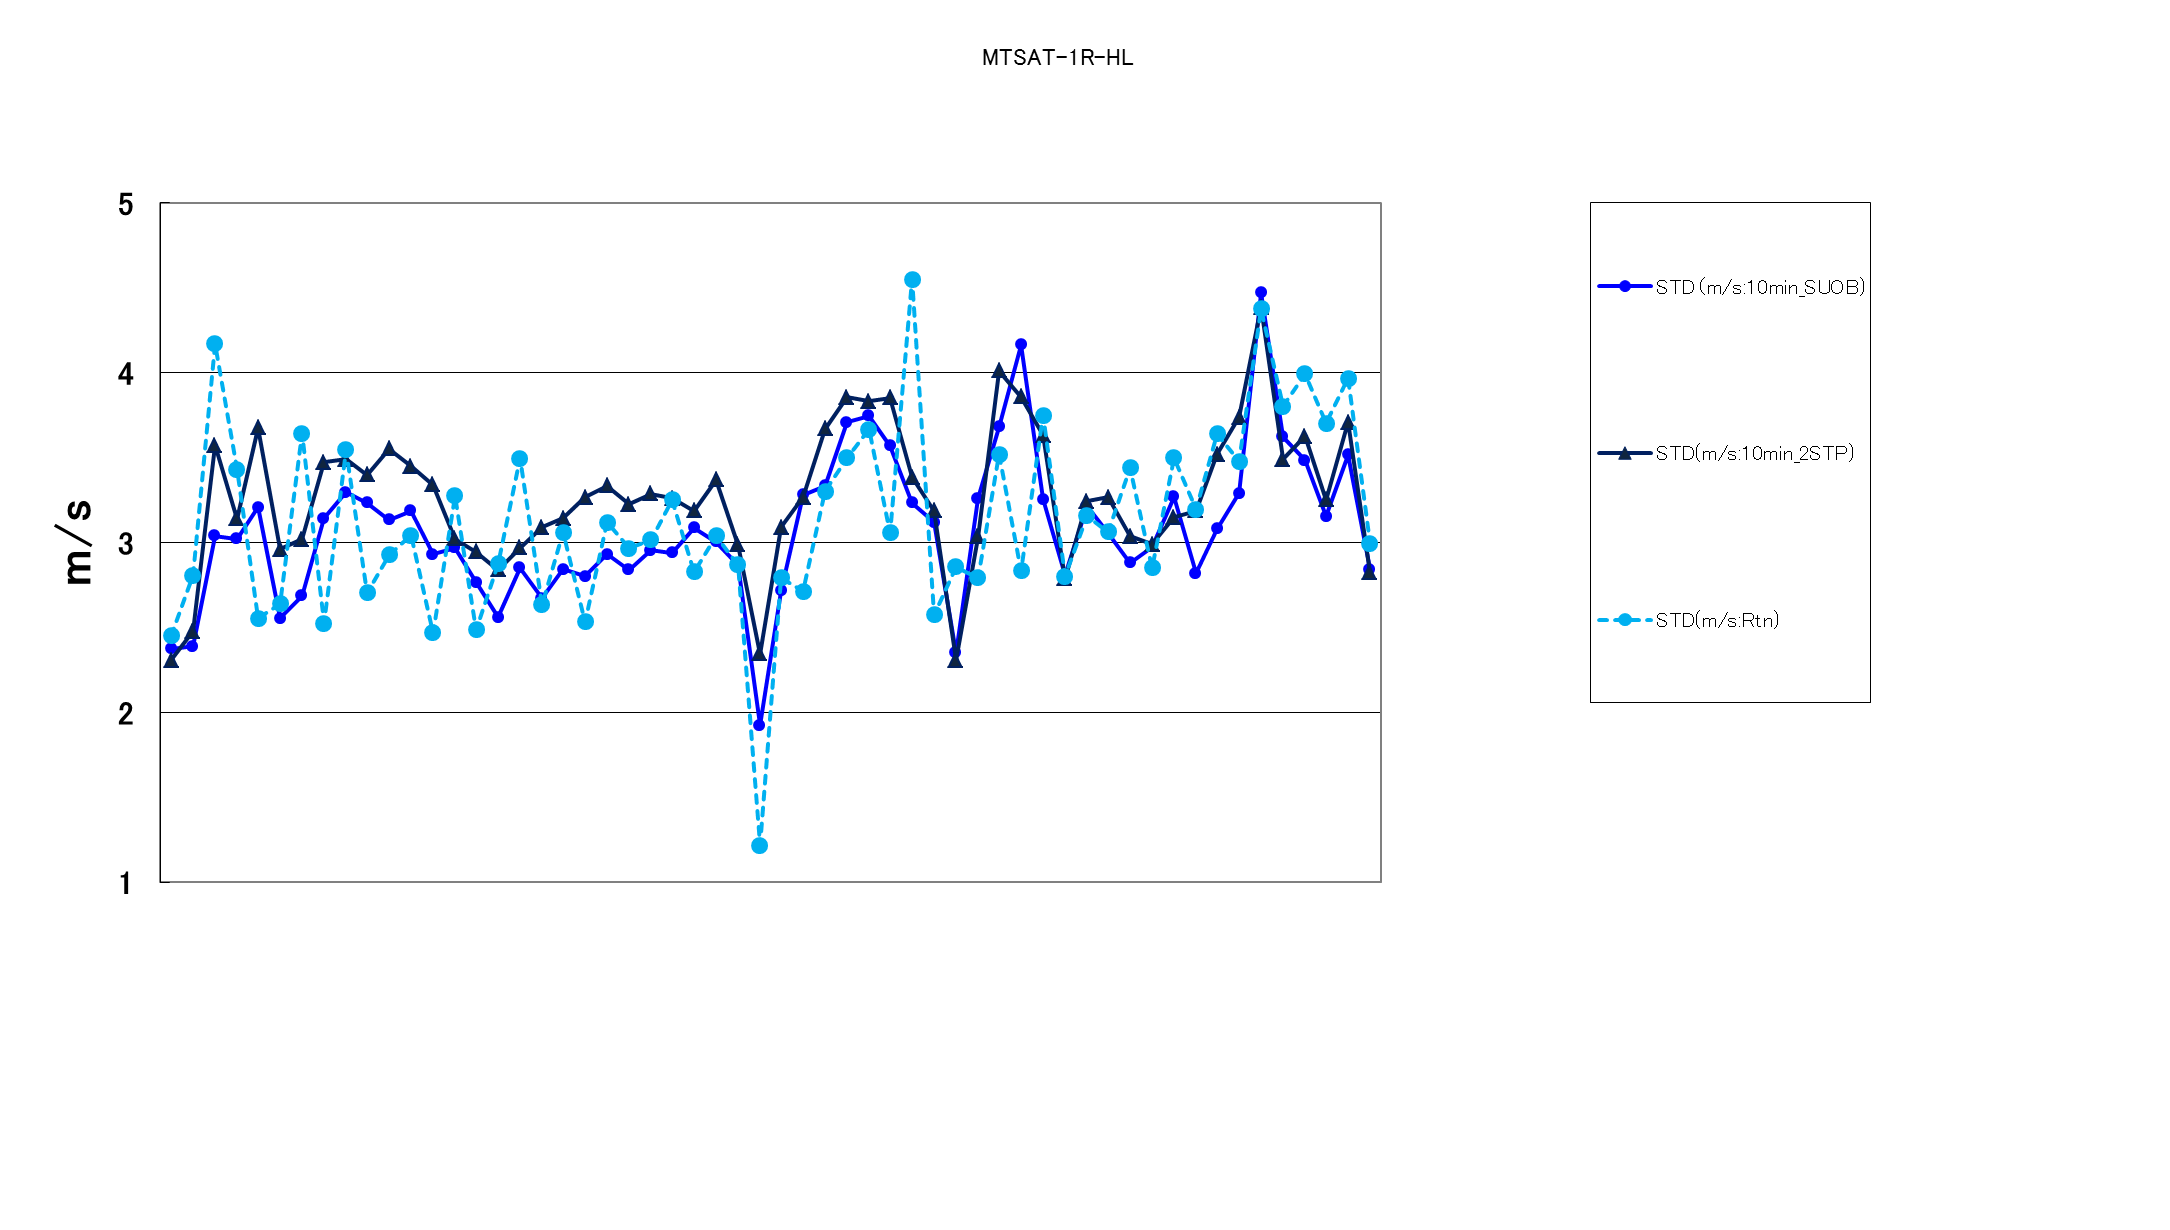 MTSAT-1R-HL
5
4
3
2
1
m/s
STD(m/s:10min_SUOB)
STD(m/s:10min_2STP)
STD(m/s:Rtn)